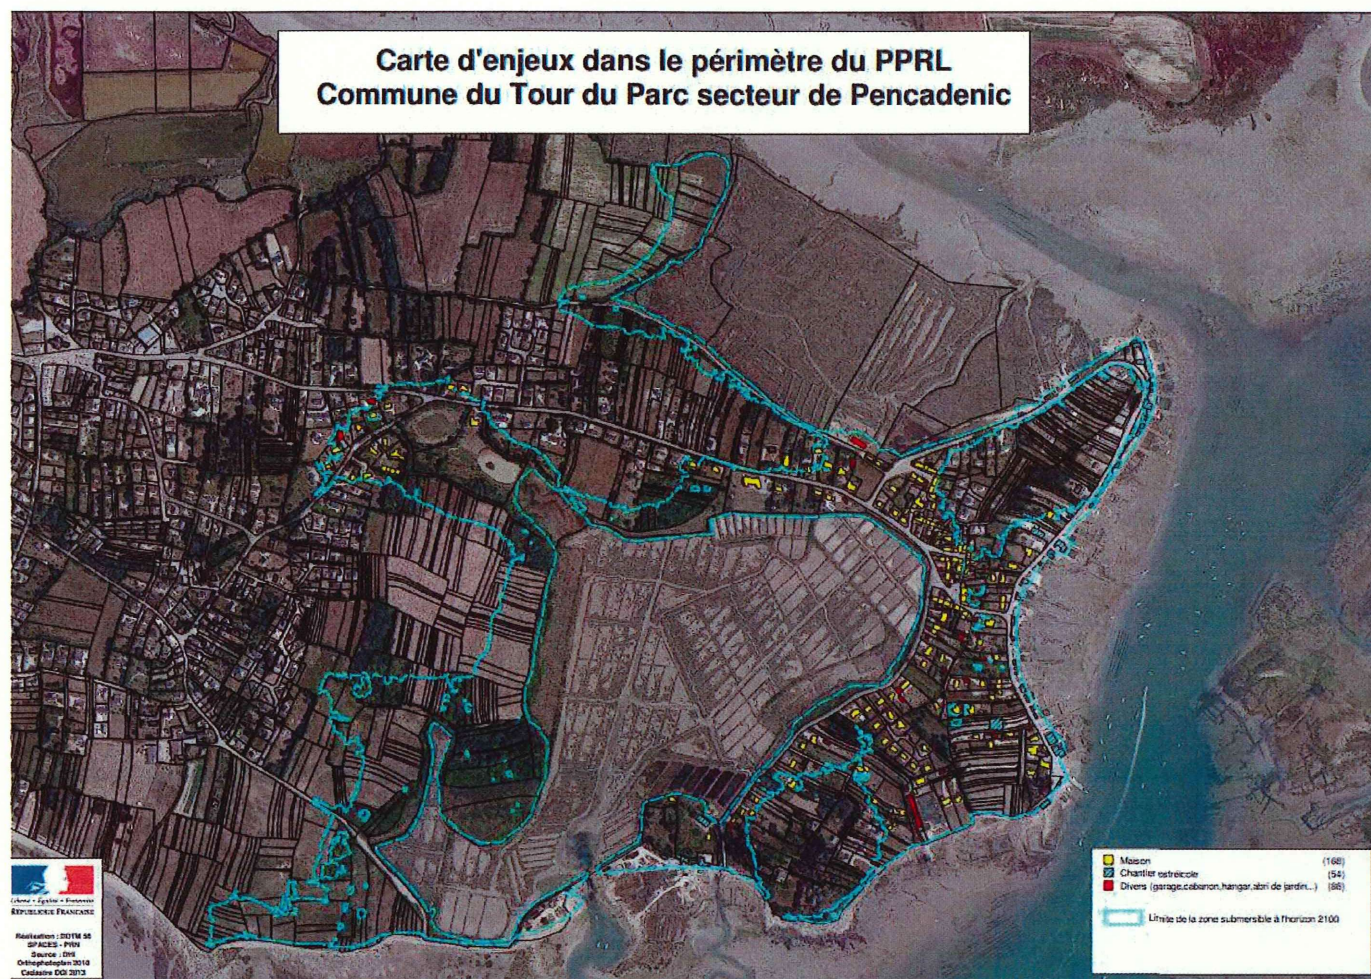 Carte d'enjeux dans le périmètre du PPRL
Commune du Tour du Parc secteur de Pencadenic
Maison (168)
Chantier ostréicole (54)
Divers (garage,cabanon,hangar,abri de jardin...) (86)
Limite de la zone submersible à l'horizon 2100
Liberté • Égalité • Fraternité
RÉPUBLIQUE FRANÇAISE
Réalisation : DDTM 56
SPACES - PRN
Source : DHI
Orthophotoplan 2010
Cadastre DGI 2013